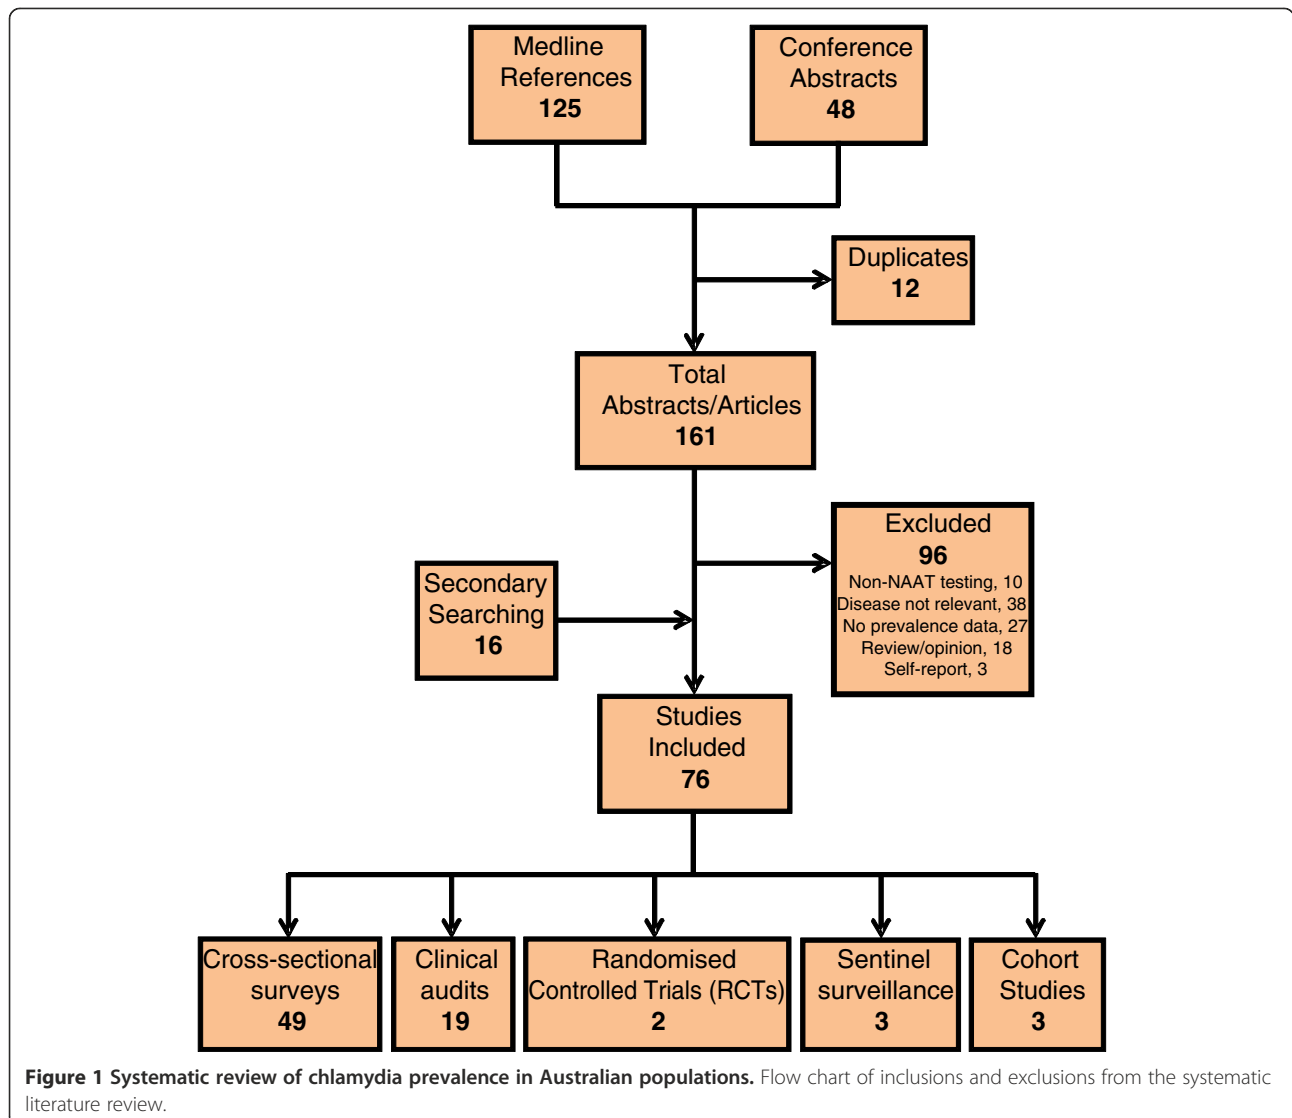 Medline
References
125
Conference
Abstracts
48
Duplicates
12
Total
Abstracts/Articles
161
Excluded
96
Non-NAAT testing, 10
Disease not relevant, 38
No prevalence data, 27
Review/opinion, 18
Self-report, 3
Secondary
Searching
16
Studies
Included
76
Cross-sectional
surveys
49
Clinical
audits
19
Randomised
Controlled Trials (RCTs)
2
Sentinel
surveillance
3
Cohort
Studies
3
Figure 1 Systematic review of chlamydia prevalence in Australian populations. Flow chart of inclusions and exclusions from the systematic
literature review.